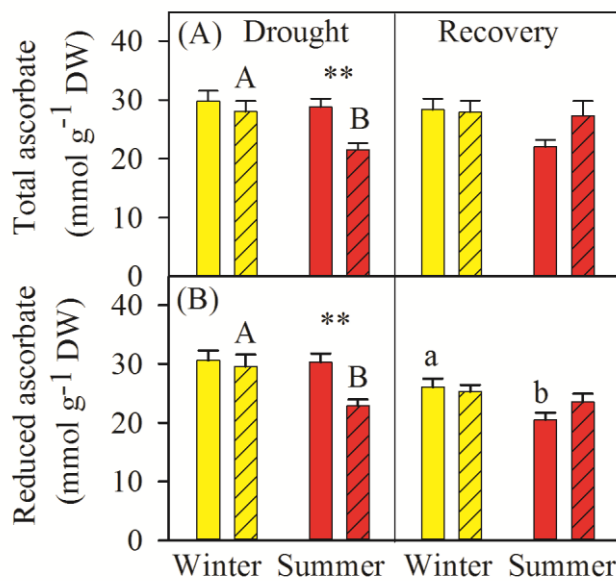 (A) Drought Recovery
Total ascorbate
(mmol g⁻¹ DW)
40
30
20
10
0
A
**
B
(B)
Reduced ascorbate
(mmol g⁻¹ DW)
40
30
20
10
0
A
**
B
a
b
Winter Summer Winter Summer